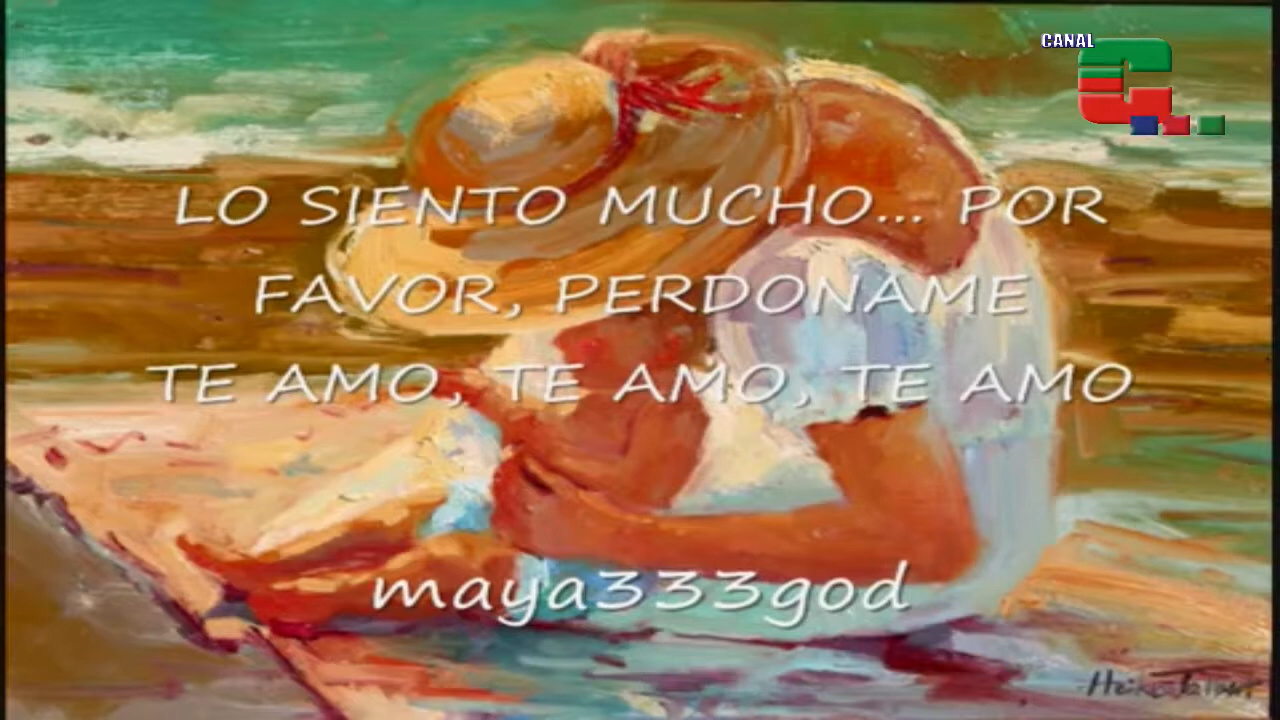 CANAL
LO SIENTO MUCHO... POR
FAVOR, PERDONAME
TE AMO, TE AMO, TE AMO
maya333god